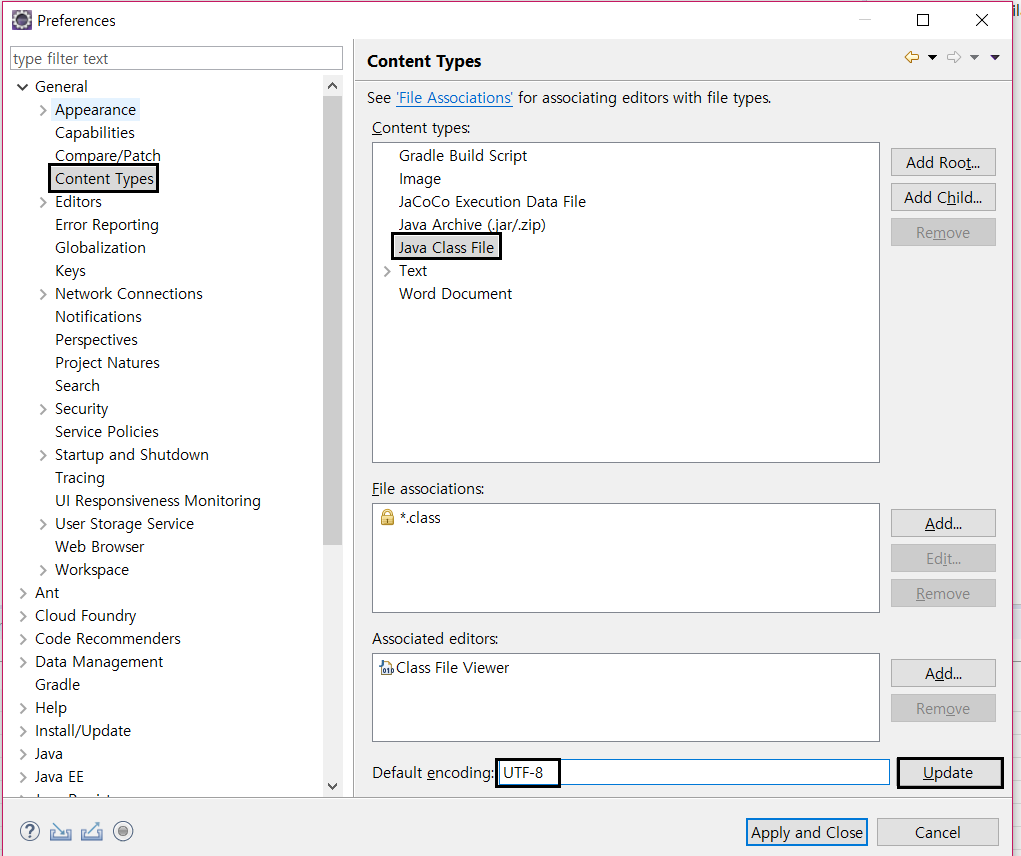 Preferences
type filter text
General
Appearance
Capabilities
Compare/Patch
Content Types
Editors
Error Reporting
Globalization
Keys
Network Connections
Notifications
Perspectives
Project Natures
Search
Security
Service Policies
Startup and Shutdown
Tracing
UI Responsiveness Monitoring
User Storage Service
Web Browser
Workspace
Ant
Cloud Foundry
Code Recommenders
Data Management
Gradle
Help
Install/Update
Java
Java EE
Content Types
See 'File Associations' for associating editors with file types.
Content types:
Gradle Build Script
Image
JaCoCo Execution Data File
Java Archive (.jar/.zip)
Java Class File
Text
Word Document
Add Root...
Add Child...
Remove
File associations:
*.class
Add...
Edit...
Remove
Associated editors:
Class File Viewer
Add...
Remove
Default encoding: UTF-8
Update
Apply and Close
Cancel